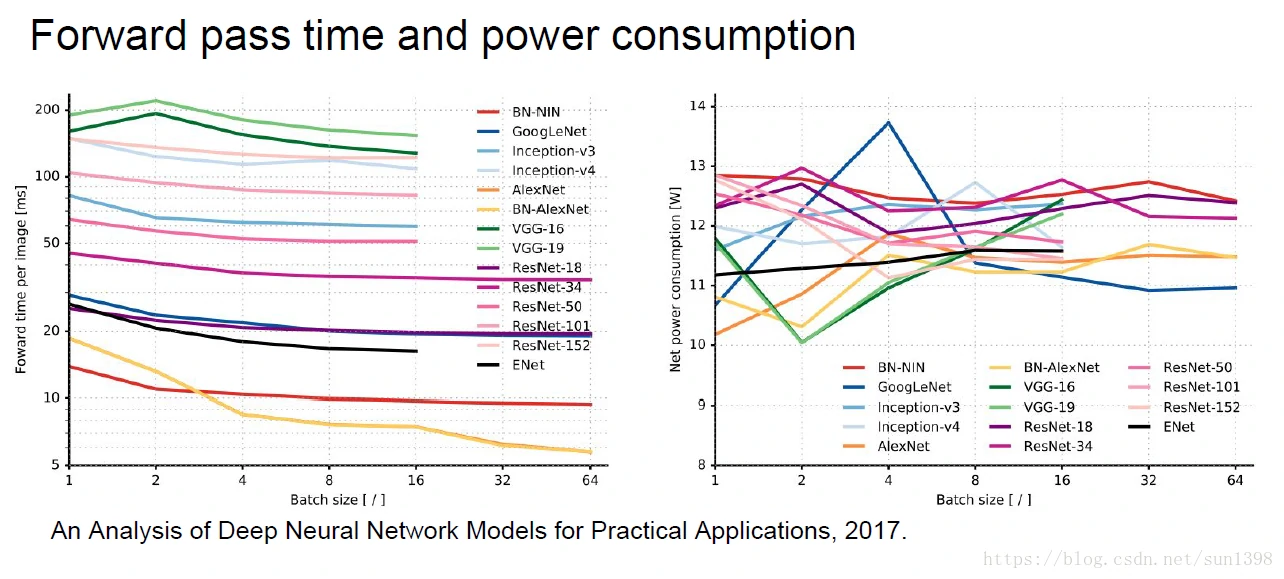 Forward pass time and power consumption
Foward time per image [ms]
200
100
50
20
10
5
1 2 4 8 16 32 64
Batch size [ / ]
BN-NIN
GoogLeNet
Inception-v3
Inception-v4
AlexNet
BN-AlexNet
VGG-16
VGG-19
ResNet-18
ResNet-34
ResNet-50
ResNet-101
ResNet-152
ENet
Net power consumption [W]
14
13
12
11
10
9
8
1 2 4 8 16 32 64
Batch size [ / ]
BN-NIN
GoogLeNet
Inception-v3
Inception-v4
AlexNet
BN-AlexNet
VGG-16
VGG-19
ResNet-18
ResNet-34
ResNet-50
ResNet-101
ResNet-152
ENet
An Analysis of Deep Neural Network Models for Practical Applications, 2017.
https://blog.csdn.net/sun1398